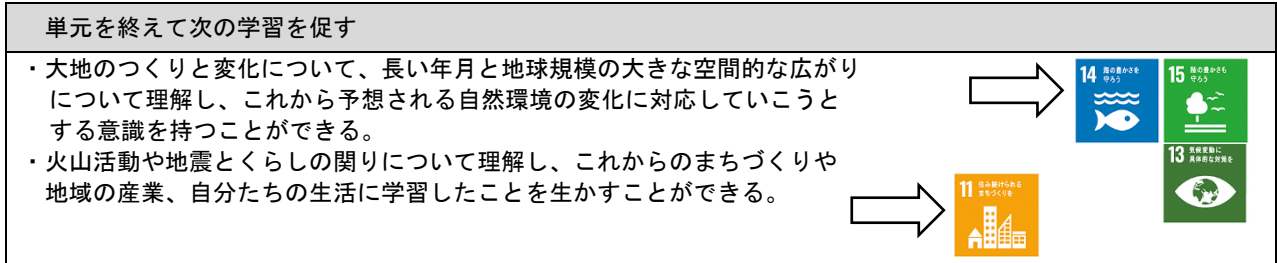 単元を終えて次の学習を促す
・大地のつくりと変化について、長い年月と地球規模の大きな空間的な広がり
について理解し、これから予想される自然環境の変化に対応していこうと
する意識を持つことができる。
・火山活動や地震とくらしの関りについて理解し、これからのまちづくりや
地域の産業、自分たちの生活に学習したことを生かすことができる。
14 海の豊かさを
守ろう
15 陸の豊かさも
守ろう
13 気候変動に
具体的な対策を
11 住み続けられる
まちづくりを